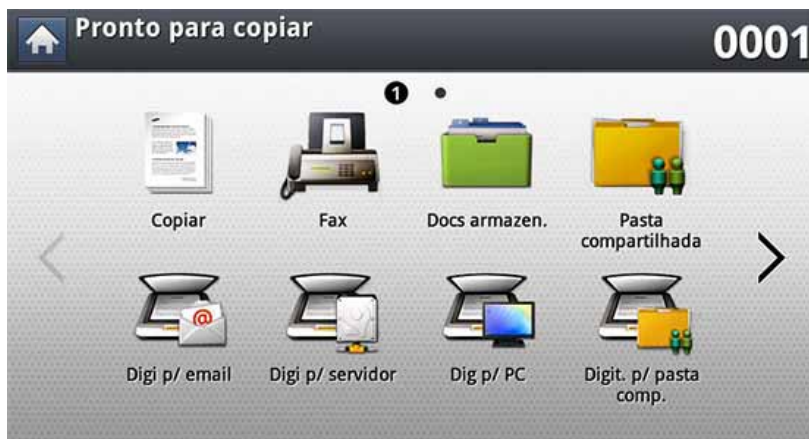 Pronto para copiar
0001
1
Copiar
Fax
Docs armazen.
Pasta
compartilhada
@
Digi p/ email
Digi p/ servidor
Dig p/ PC
Digit. p/ pasta
comp.